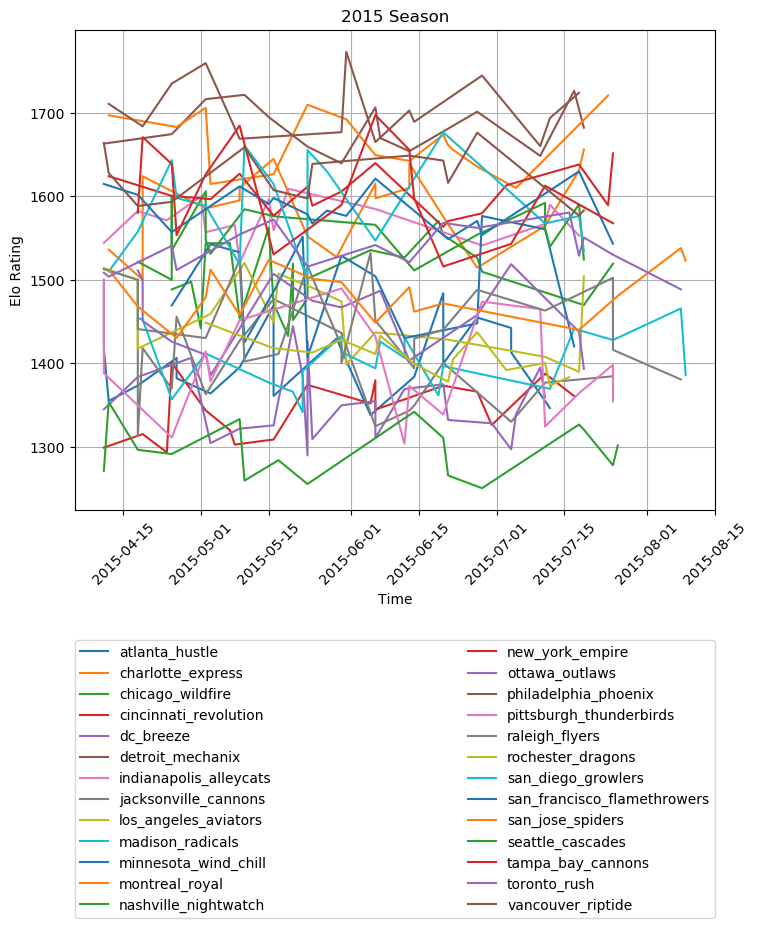 2015 Season
1700
1600
1500
1400
1300
Elo Rating
2015-04-15
2015-05-01
2015-05-15
2015-06-01
2015-06-15
2015-07-01
2015-07-15
2015-08-01
2015-08-15
Time
atlanta_hustle
charlotte_express
chicago_wildfire
cincinnati_revolution
dc_breeze
detroit_mechanix
indianapolis_alleycats
jacksonville_cannons
los_angeles_aviators
madison_radicals
minnesota_wind_chill
montreal_royal
nashville_nightwatch
new_york_empire
ottawa_outlaws
philadelphia_phoenix
pittsburgh_thunderbirds
raleigh_flyers
rochester_dragons
san_diego_growlers
san_francisco_flamethrowers
san_jose_spiders
seattle_cascades
tampa_bay_cannons
toronto_rush
vancouver_riptide